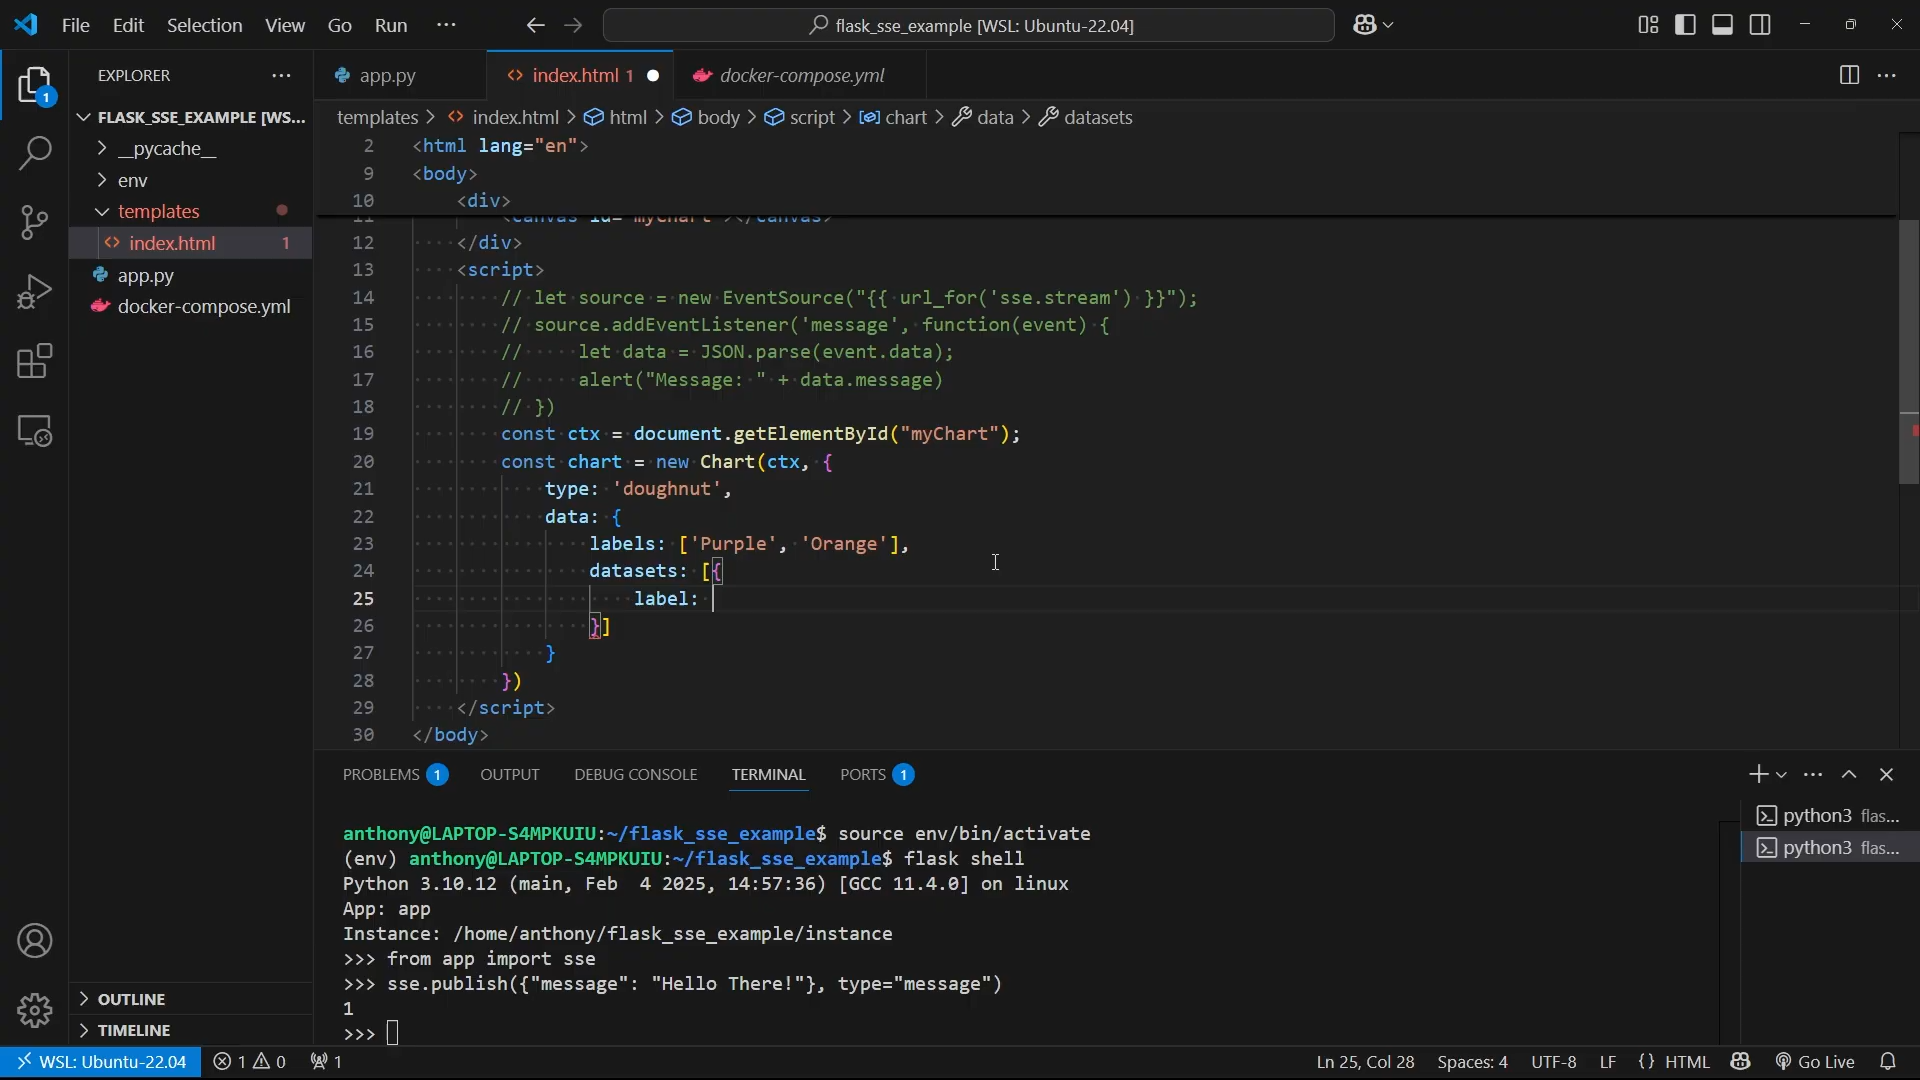 File Edit Selection View Go Run ···
flask_sse_example [WSL: Ubuntu-22.04]
EXPLORER
app.py
index.html 1
docker-compose.yml
1
FLASK_SSE_EXAMPLE [WS...
templates > index.html > html > body > script > chart > data > datasets
__pycache__
env
templates
index.html 1
app.py
docker-compose.yml
2 <html lang="en">
9 <body>
10 <div>
11 <canvas id="myChart"></canvas>
12 </div>
13 <script>
14 // let source = new EventSource("{{ url_for('sse.stream') }}");
15 // source.addEventListener('message', function(event) {
16 // let data = JSON.parse(event.data);
17 // alert("Message: " + data.message)
18 // })
19 const ctx = document.getElementById("myChart");
20 const chart = new Chart(ctx, {
21 type: 'doughnut',
22 data: {
23 labels: ['Purple', 'Orange'],
24 datasets: [{
25 label:
26 }]
27 }
28 })
29 </script>
30 </body>
PROBLEMS 1 OUTPUT DEBUG CONSOLE TERMINAL PORTS 1
anthony@LAPTOP-S4MPKUIU:~/flask_sse_example$ source env/bin/activate
(env) anthony@LAPTOP-S4MPKUIU:~/flask_sse_example$ flask shell
Python 3.10.12 (main, Feb  4 2025, 14:57:36) [GCC 11.4.0] on linux
App: app
Instance: /home/anthony/flask_sse_example/instance
>>> from app import sse
>>> sse.publish({"message": "Hello There!"}, type="message")
1
>>>
python3 flas...
python3 flas...
OUTLINE
TIMELINE
WSL: Ubuntu-22.04 1 0 1
Ln 25, Col 28 Spaces: 4 UTF-8 LF {} HTML Go Live